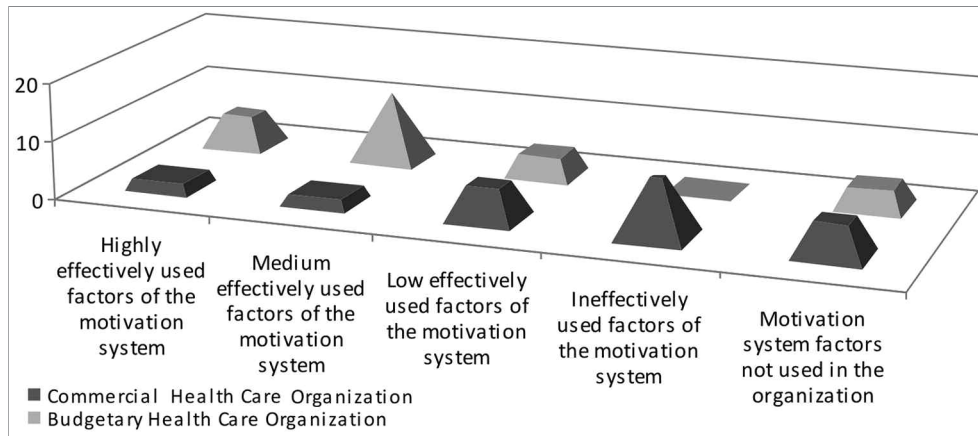 20
10
0
Highly
effectively used
factors of the
motivation
system
Medium
effectively used
factors of the
motivation
system
Low effectively
used factors of
the motivation
system
Ineffectively
used factors of
the motivation
system
Motivation
system factors
not used in the
organization
Commercial Health Care Organization
Budgetary Health Care Organization